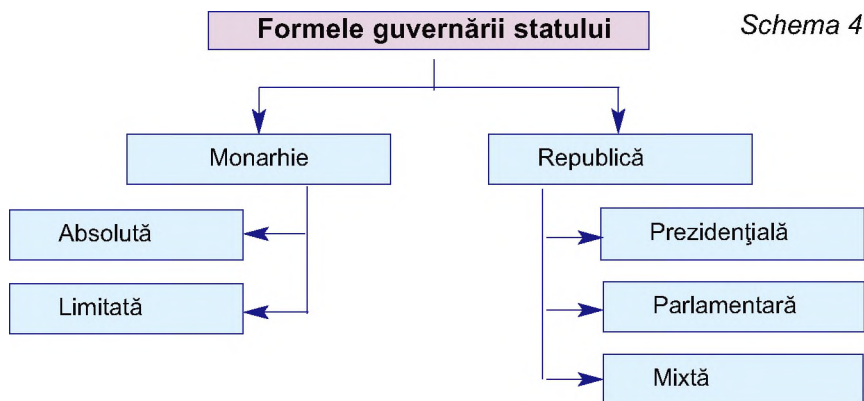 Formele guvernării statului
Schema 4
Monarhie
Republică
Absolută
Limitată
Prezidenţială
Parlamentară
Mixtă